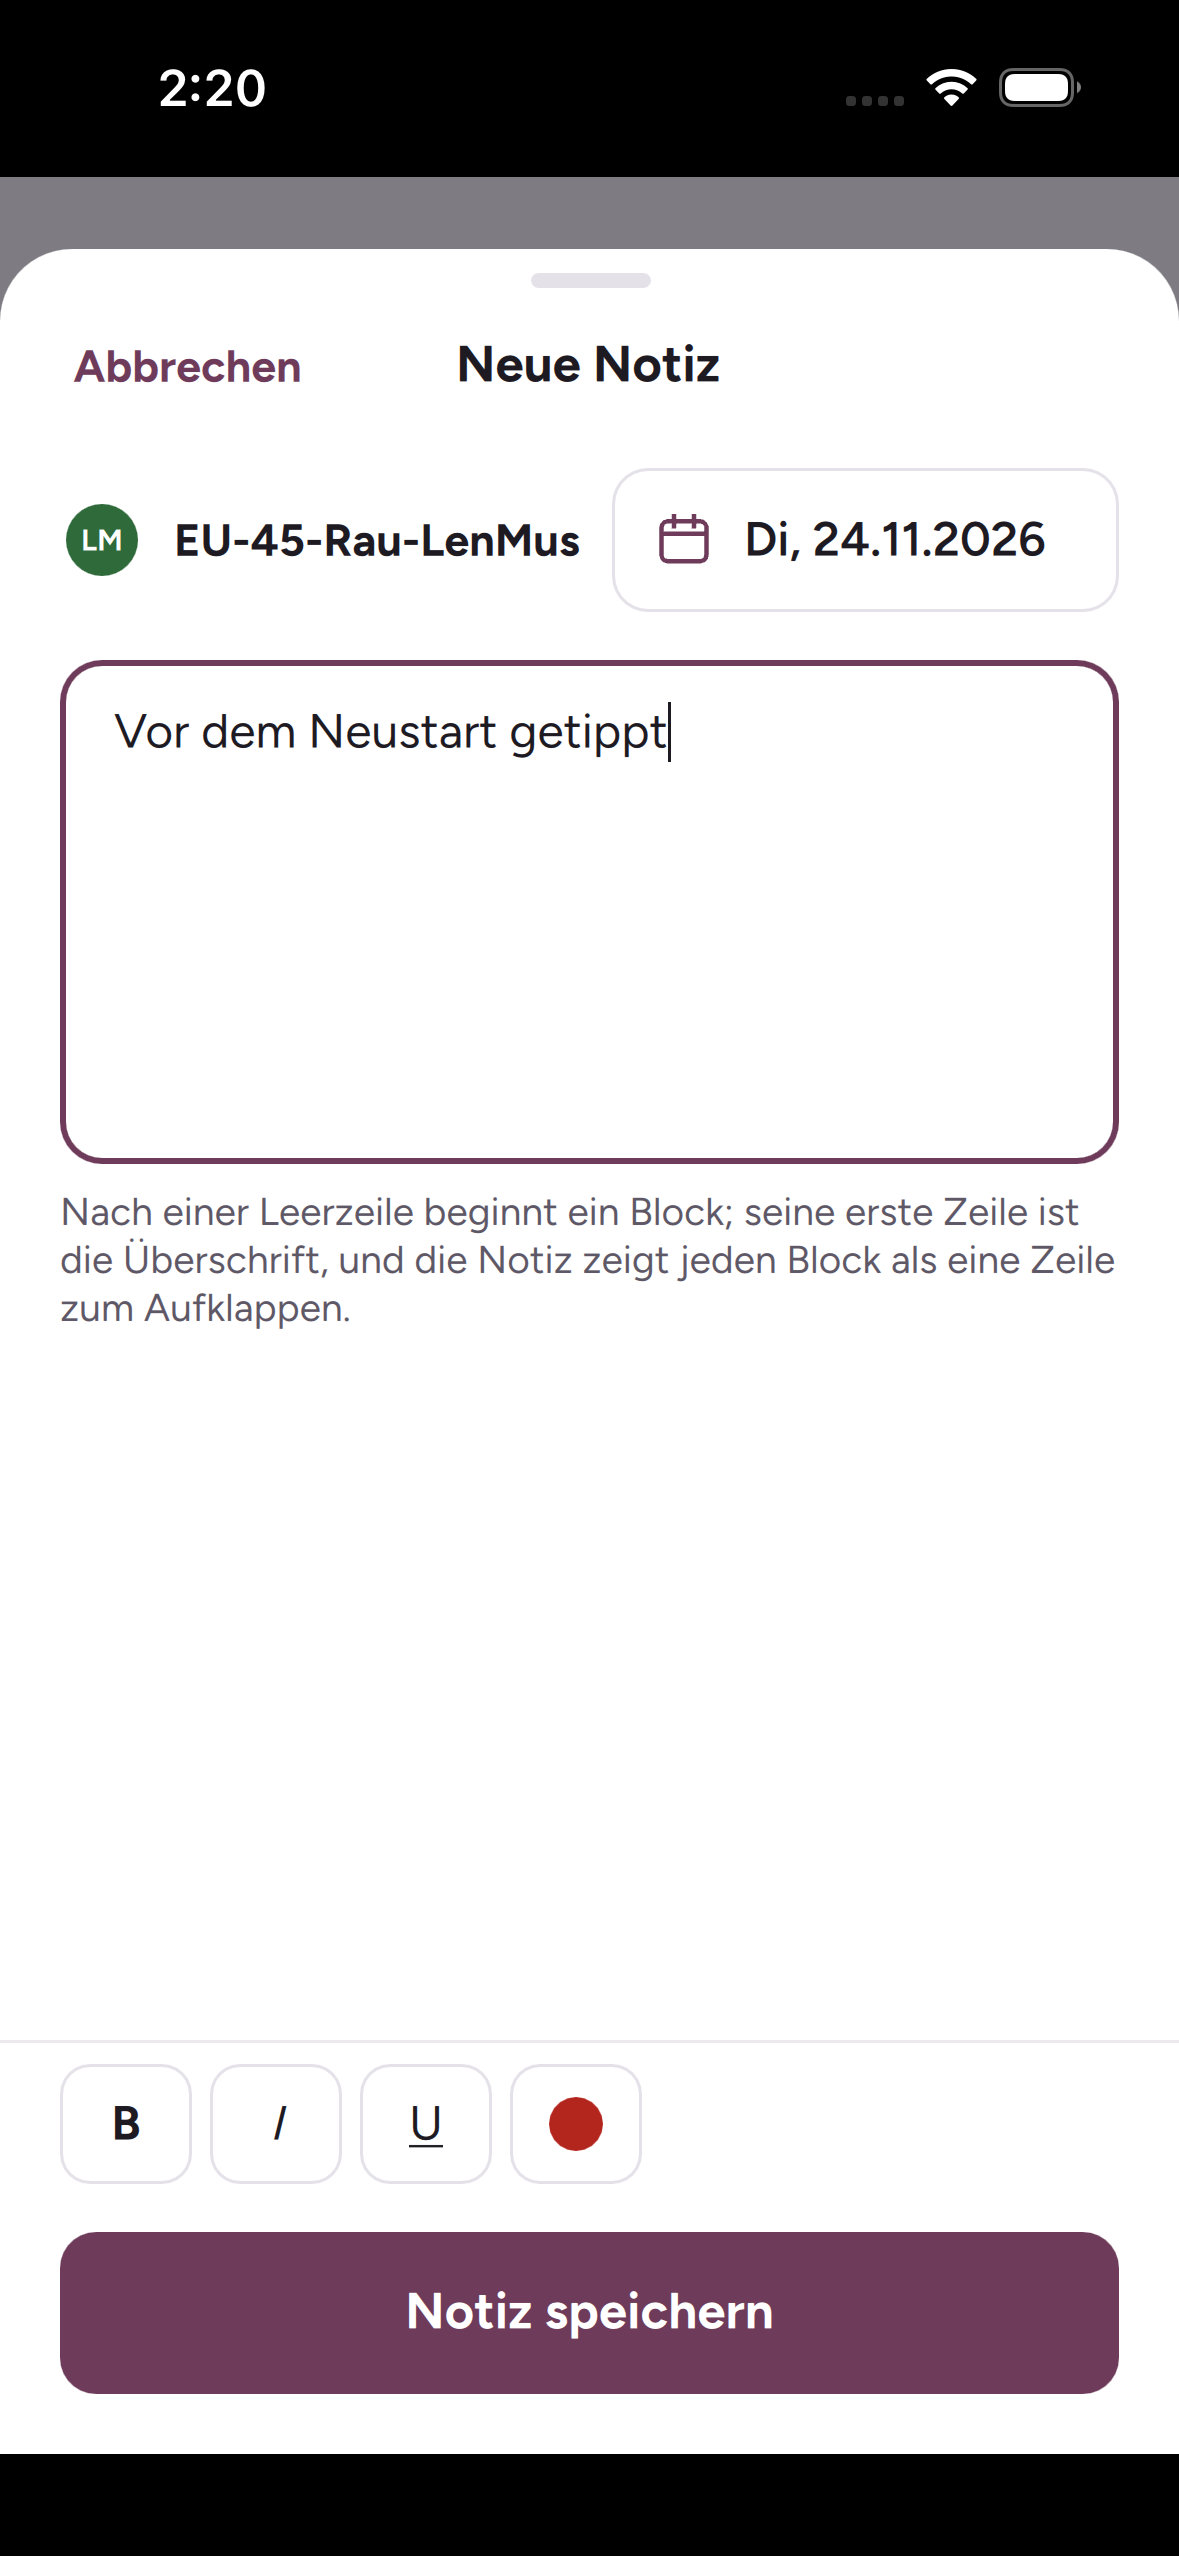 2:20
Abbrechen
Neue Notiz
LM
EU-45-Rau-LenMus
Di, 24.11.2026
Vor dem Neustart getippt
Nach einer Leerzeile beginnt ein Block; seine erste Zeile ist
die Überschrift, und die Notiz zeigt jeden Block als eine Zeile
zum Aufklappen.
B
I
U
Notiz speichern